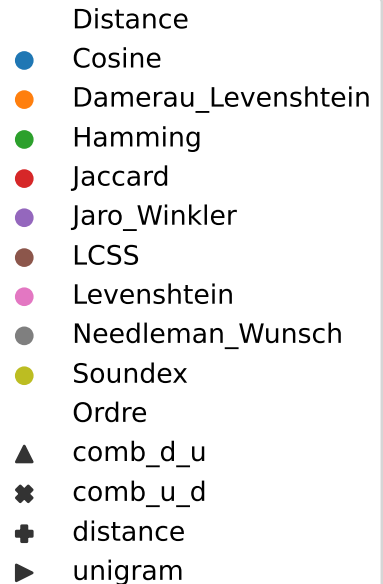 Distance
Cosine
Damerau_Levenshtein
Hamming
Jaccard
Jaro_Winkler
LCSS
Levenshtein
Needleman_Wunsch
Soundex
Ordre
comb_d_u
comb_u_d
distance
unigram